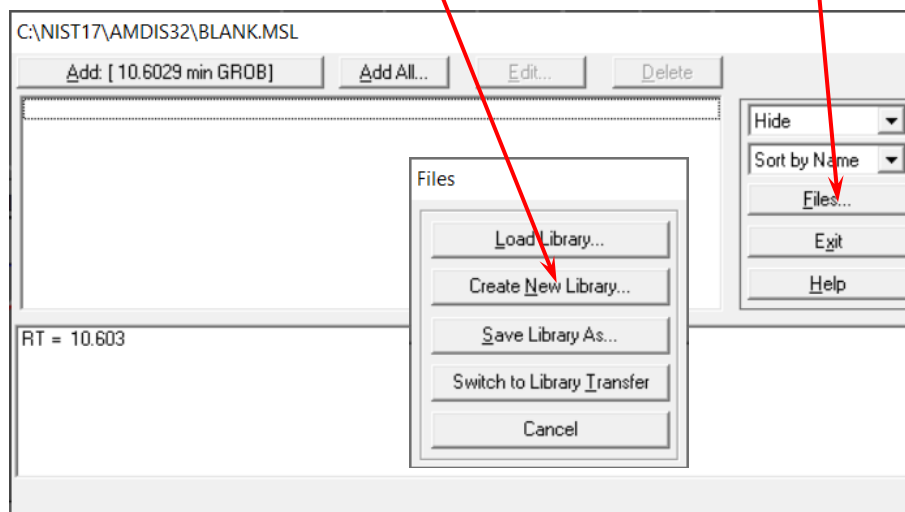 C:\NIST17\AMDIS32\BLANK.MSL
Add: [ 10.6029 min GROB] Add All... Edit... Delete
Hide
Sort by Name
Files...
Exit
Help
Files
Load Library...
Create New Library...
Save Library As...
Switch to Library Transfer
Cancel
RT = 10.603